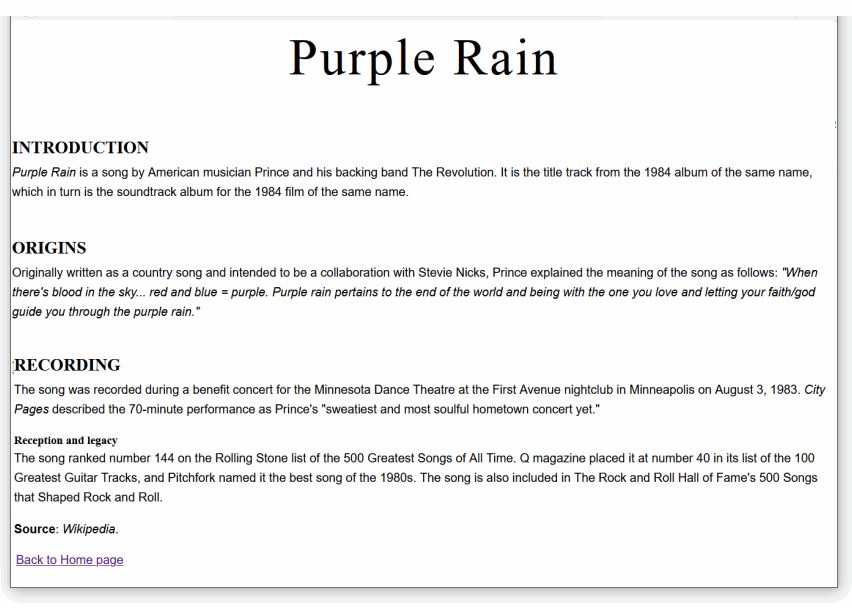 Purple Rain
INTRODUCTION
Purple Rain is a song by American musician Prince and his backing band The Revolution. It is the title track from the 1984 album of the same name,
which in turn is the soundtrack album for the 1984 film of the same name.
ORIGINS
Originally written as a country song and intended to be a collaboration with Stevie Nicks, Prince explained the meaning of the song as follows: "When
there's blood in the sky... red and blue = purple. Purple rain pertains to the end of the world and being with the one you love and letting your faith/god
guide you through the purple rain."
RECORDING
The song was recorded during a benefit concert for the Minnesota Dance Theatre at the First Avenue nightclub in Minneapolis on August 3, 1983. City
Pages described the 70-minute performance as Prince's "sweatiest and most soulful hometown concert yet."
Reception and legacy
The song ranked number 144 on the Rolling Stone list of the 500 Greatest Songs of All Time. Q magazine placed it at number 40 in its list of the 100
Greatest Guitar Tracks, and Pitchfork named it the best song of the 1980s. The song is also included in The Rock and Roll Hall of Fame's 500 Songs
that Shaped Rock and Roll.
Source: Wikipedia.
Back to Home page